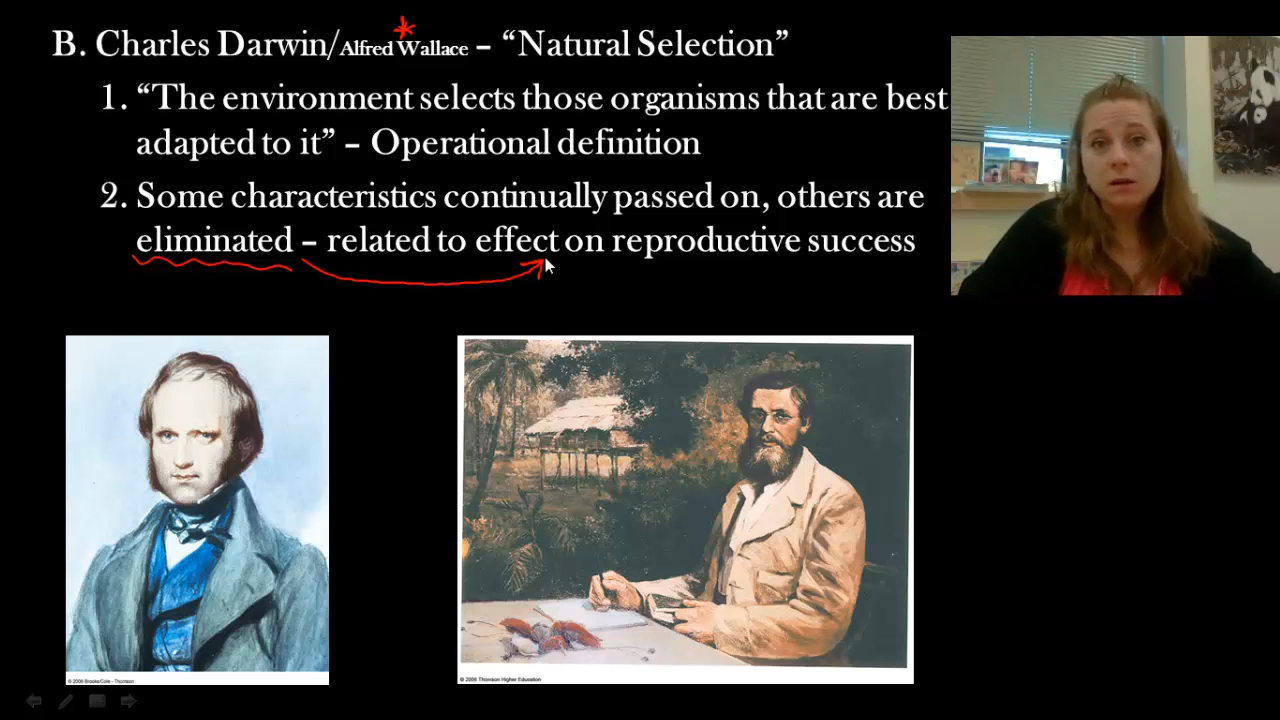 B. Charles Darwin/Alfred Wallace – “Natural Selection”
1. “The environment selects those organisms that are best
adapted to it” – Operational definition
2. Some characteristics continually passed on, others are
eliminated – related to effect on reproductive success
© 2006 Brooks/Cole - Thomson
© 2006 Thomson Higher Education